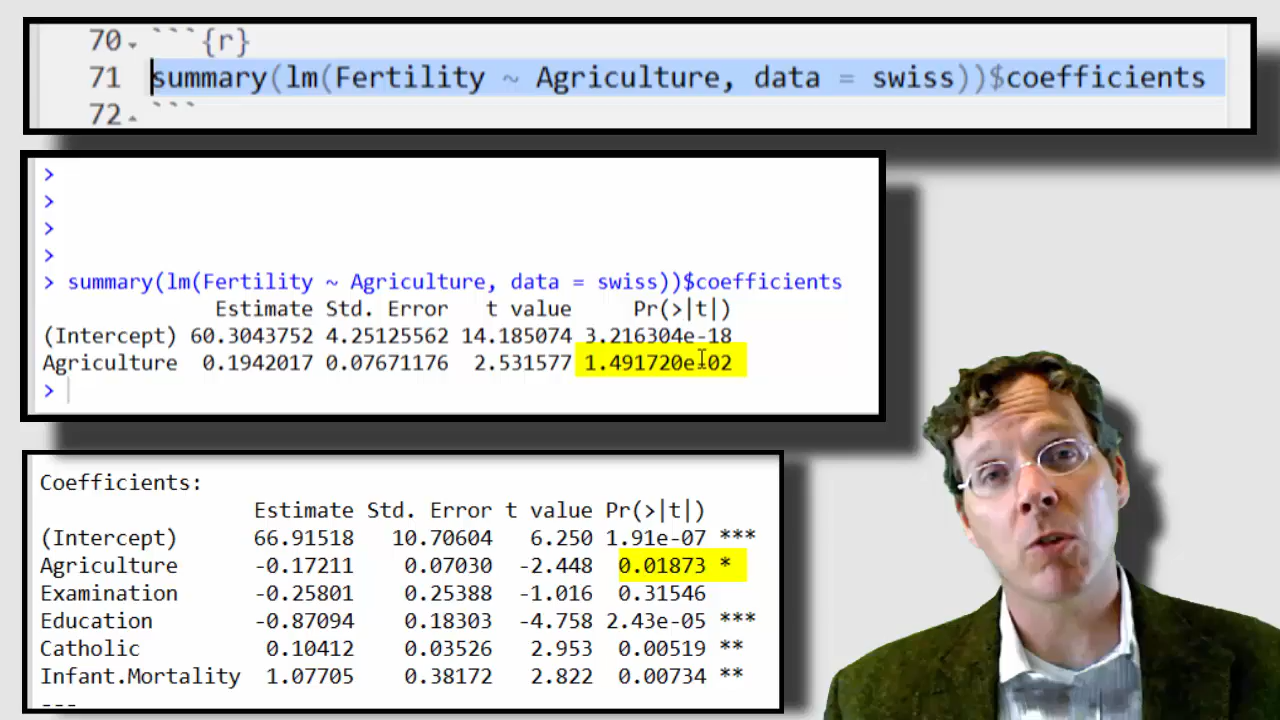 70 ```{r}
71 summary(lm(Fertility ~ Agriculture, data = swiss))$coefficients
72 ```
>
>
>
>
> summary(lm(Fertility ~ Agriculture, data = swiss))$coefficients
Estimate Std. Error t value Pr(>|t|)
(Intercept) 60.3043752 4.25125562 14.185074 3.216304e-18
Agriculture 0.1942017 0.07671176 2.531577 1.491720e-02
>
Coefficients:
Estimate Std. Error t value Pr(>|t|)
(Intercept) 66.91518 10.70604 6.250 1.91e-07 ***
Agriculture -0.17211 0.07030 -2.448 0.01873 *
Examination -0.25801 0.25388 -1.016 0.31546
Education -0.87094 0.18303 -4.758 2.43e-05 ***
Catholic 0.10412 0.03526 2.953 0.00519 **
Infant.Mortality 1.07705 0.38172 2.822 0.00734 **
---